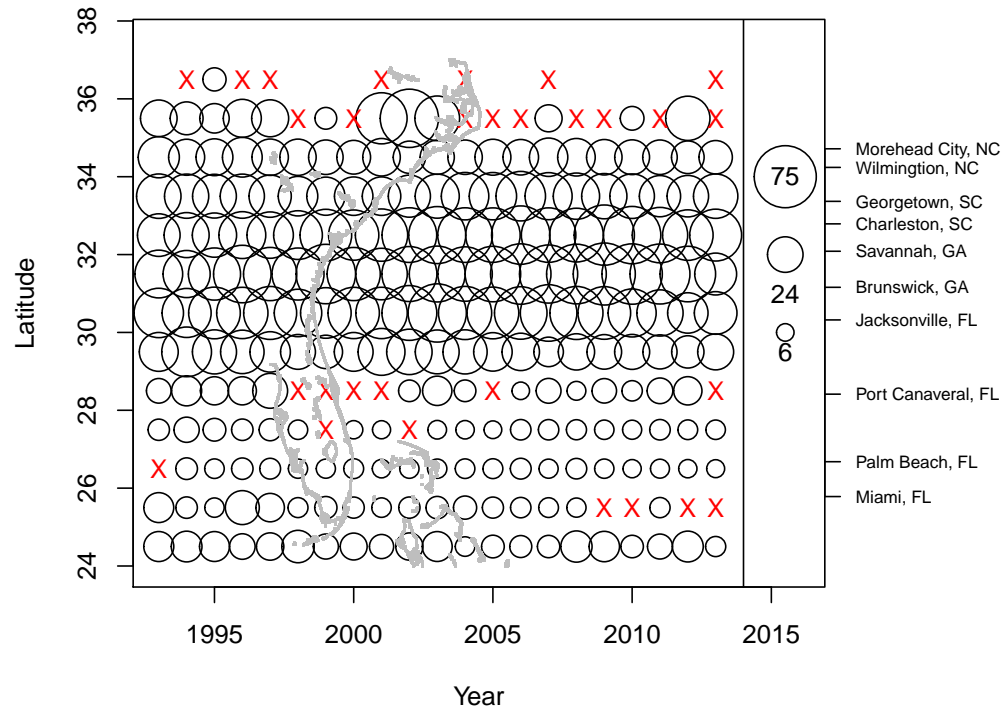 38
36
34
32
30
28
26
24
Latitude
X X X X X X X
X X X X X X X X X
X X X X X X
X X
X
X X X X
75
24
6
Morehead City, NC
Wilmington, NC
Georgetown, SC
Charleston, SC
Savannah, GA
Brunswick, GA
Jacksonville, FL
Port Canaveral, FL
Palm Beach, FL
Miami, FL
1995 2000 2005 2010 2015
Year